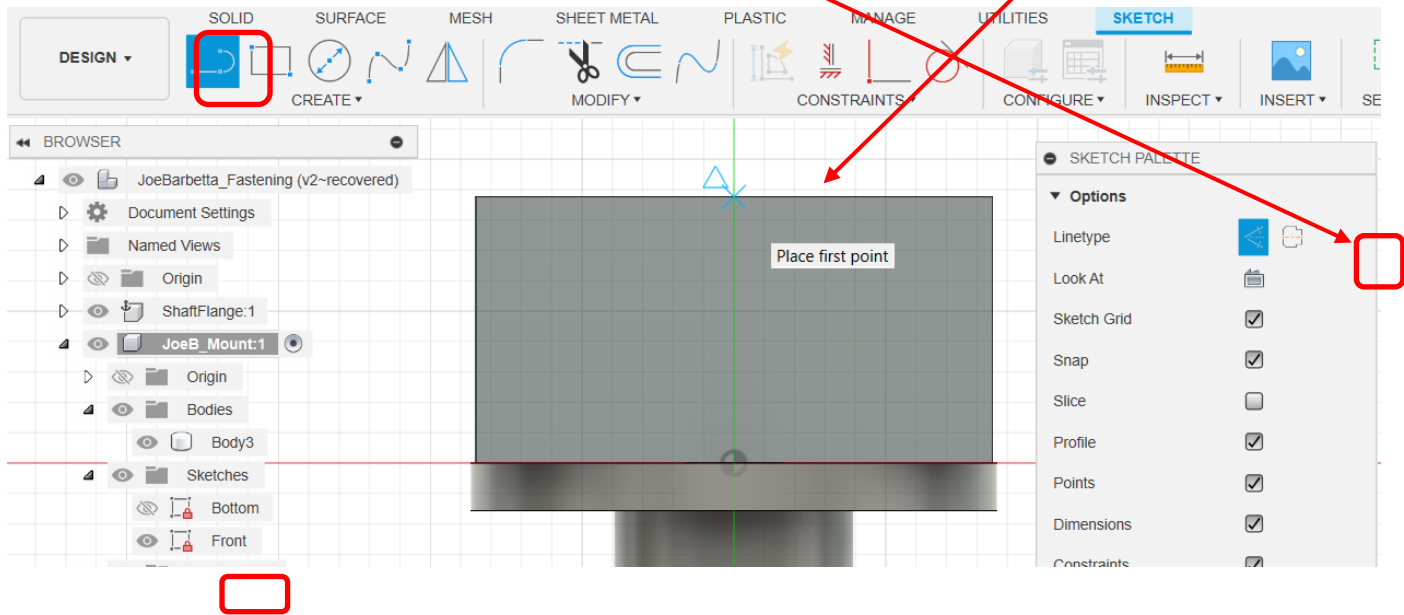 SOLID SURFACE MESH SHEET METAL PLASTIC MANAGE UTILITIES SKETCH
DESIGN ▾
CREATE ▾ MODIFY ▾ CONSTRAINTS ▾ CONFIGURE ▾ INSPECT ▾ INSERT ▾ SE
BROWSER
SKETCH PALETTE
JoeBarbetta_Fastening (v2~recovered)
Options
Document Settings
Linetype
Named Views
Place first point
Origin
Look At
ShaftFlange:1
Sketch Grid
JoeB_Mount:1
Snap
Origin
Slice
Bodies
Body3
Profile
Sketches
Points
Bottom
Dimensions
Front
Constraints